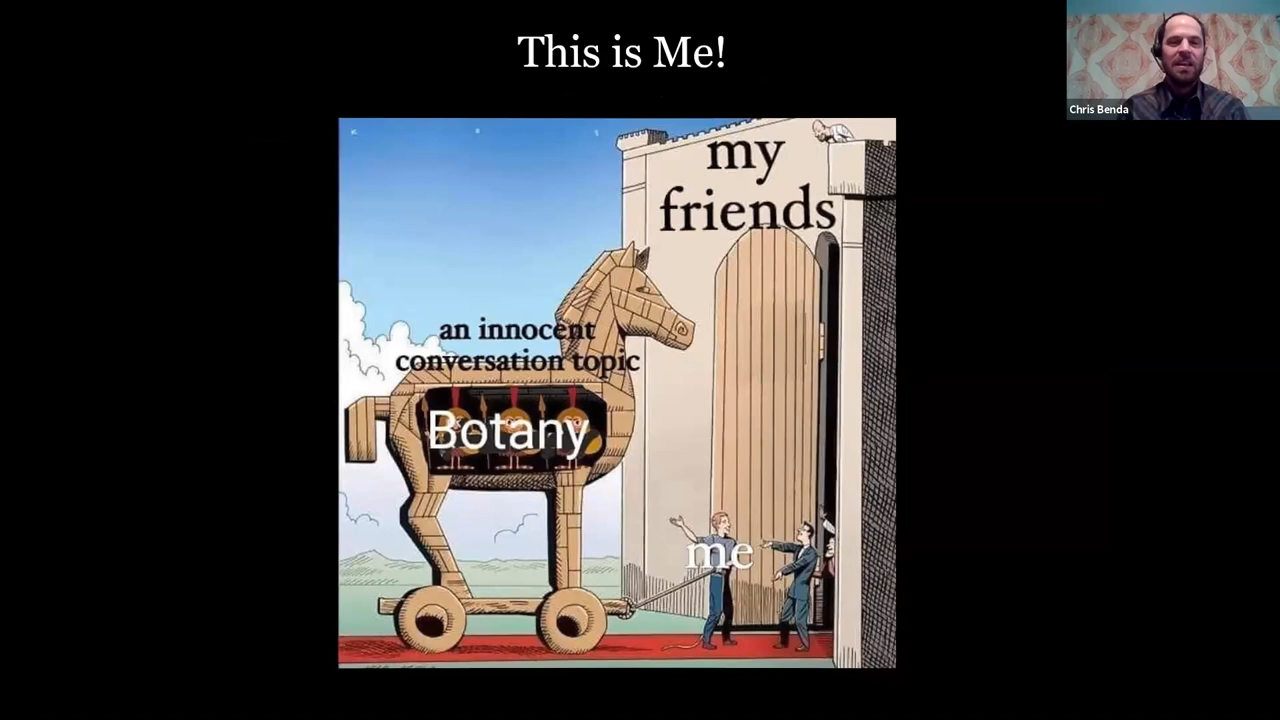 This is Me!
Chris Benda
my
friends
an innocent
conversation topic
Botany
me